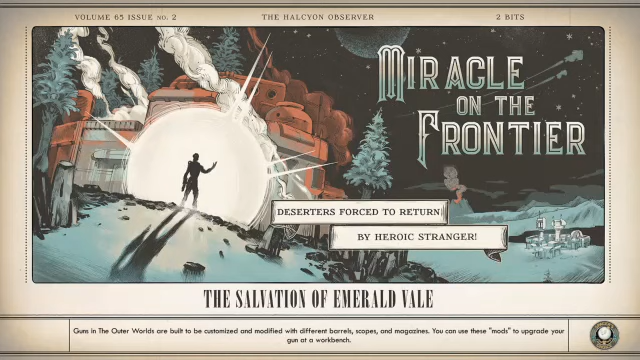 VOLUME 65 ISSUE NO. 2
THE HALCYON OBSERVER
2 BITS
MIRACLE
ON THE
FRONTIER
DESERTERS FORCED TO RETURN
BY HEROIC STRANGER!
THE SALVATION OF EMERALD VALE
Guns in The Outer Worlds are built to be customized and modified with different barrels, scopes, and magazines. You can use these "mods" to upgrade your
gun at a workbench.